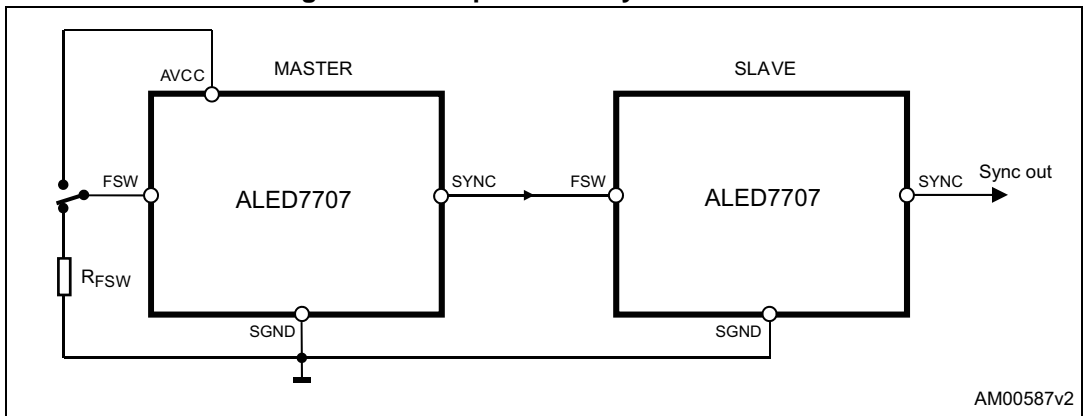 AVCC
MASTER
SLAVE
FSW
ALED7707
SYNC
FSW
ALED7707
SYNC
Sync out
RFSW
SGND
SGND
AM00587v2